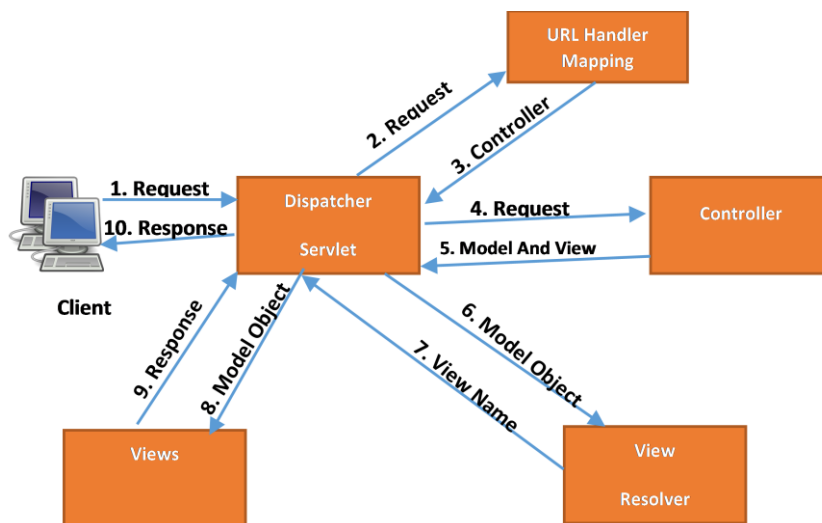 URL Handler
Mapping
2. Request
3. Controller
1. Request
Dispatcher
Servlet
4. Request
Controller
10. Response
5. Model And View
Client
9. Response
8. Model Object
6. Model Object
7. View Name
Views
View
Resolver